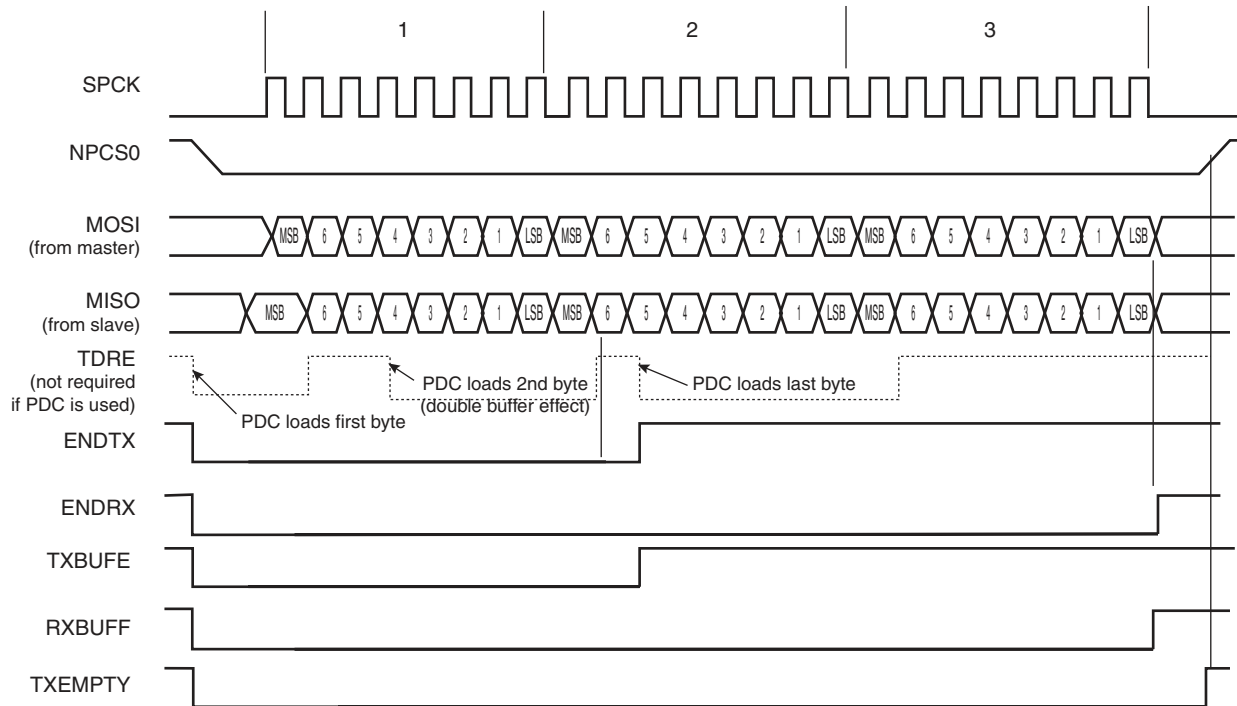 1 2 3
SPCK
NPCS0
MOSI
(from master)
MSB 6 5 4 3 2 1 LSB MSB 6 5 4 3 2 1 LSB MSB 6 5 4 3 2 1 LSB
MISO
(from slave)
MSB 6 5 4 3 2 1 LSB MSB 6 5 4 3 2 1 LSB MSB 6 5 4 3 2 1 LSB
TDRE
(not required
if PDC is used)
PDC loads first byte
PDC loads 2nd byte
(double buffer effect)
PDC loads last byte
ENDTX
ENDRX
TXBUFE
RXBUFF
TXEMPTY